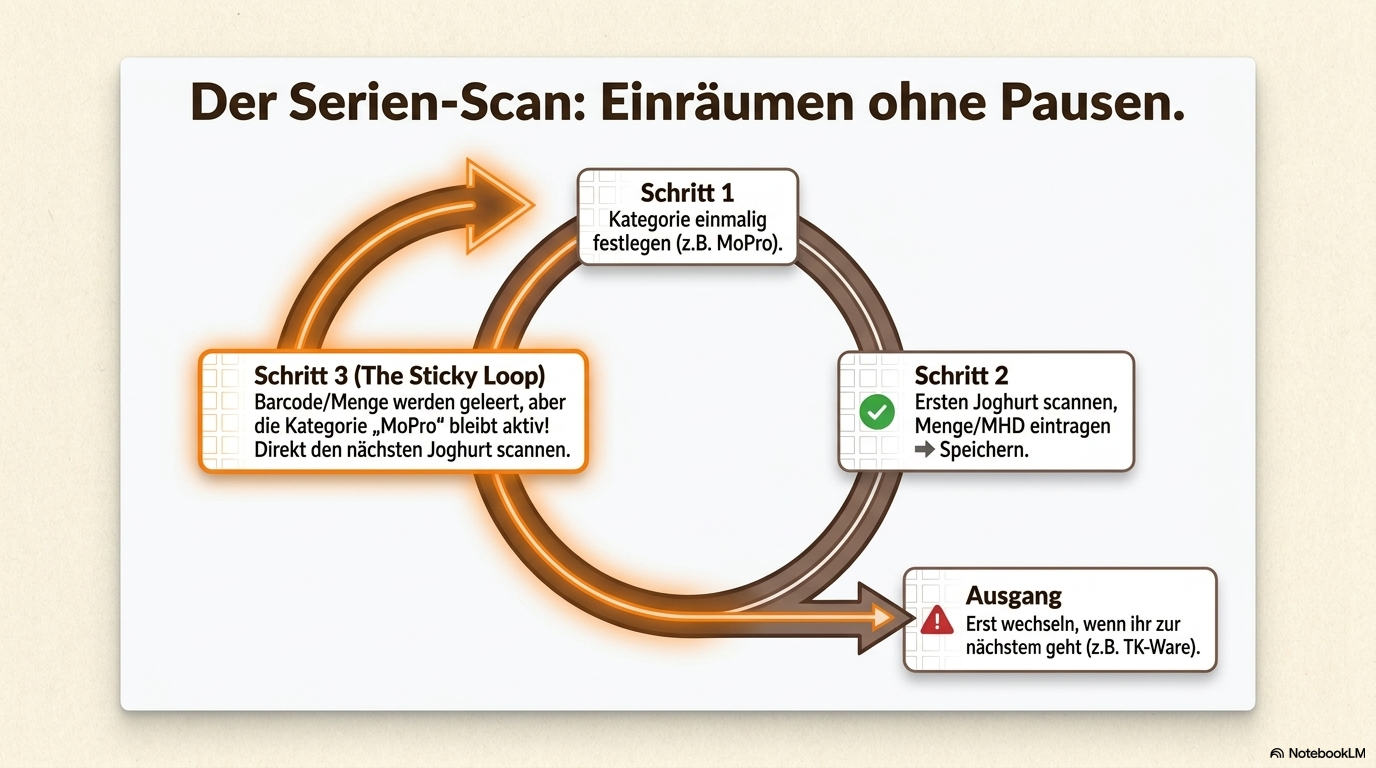 Der Serien-Scan: Einräumen ohne Pausen.
Schritt 1
Kategorie einmalig
festlegen (z.B. MoPro).
Schritt 2
Ersten Joghurt scannen,
Menge/MHD eintragen
➡ Speichern.
Schritt 3 (The Sticky Loop)
Barcode/Menge werden geleert, aber
die Kategorie „MoPro“ bleibt aktiv!
Direkt den nächsten Joghurt scannen.
Ausgang
Erst wechseln, wenn ihr zur
nächstem geht (z.B. TK-Ware).
NotebookLM